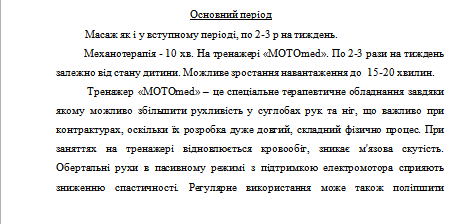 Основний період
Масаж як і у вступному періоді, по 2-3 р на тиждень.
Механотерапія - 10 хв. На тренажері «MOTOmed». По 2-3 рази на тиждень
залежно від стану дитини. Можливе зростання навантаження до 15-20 хвилин.
Тренажер «MOTOmed» – це спеціальне терапевтичне обладнання завдяки
якому можливо збільшити рухливість у суглобах рук та ніг, що важливо при
контрактурах, оскільки їх розробка дуже довгий, складний фізично процес. При
заняттях на тренажері відновлюється кровообіг, зникає м'язова скутість.
Обертальні рухи в пасивному режимі з підтримкою електромотора сприяють
зниженню спастичності. Регулярне використання може також поліпшити